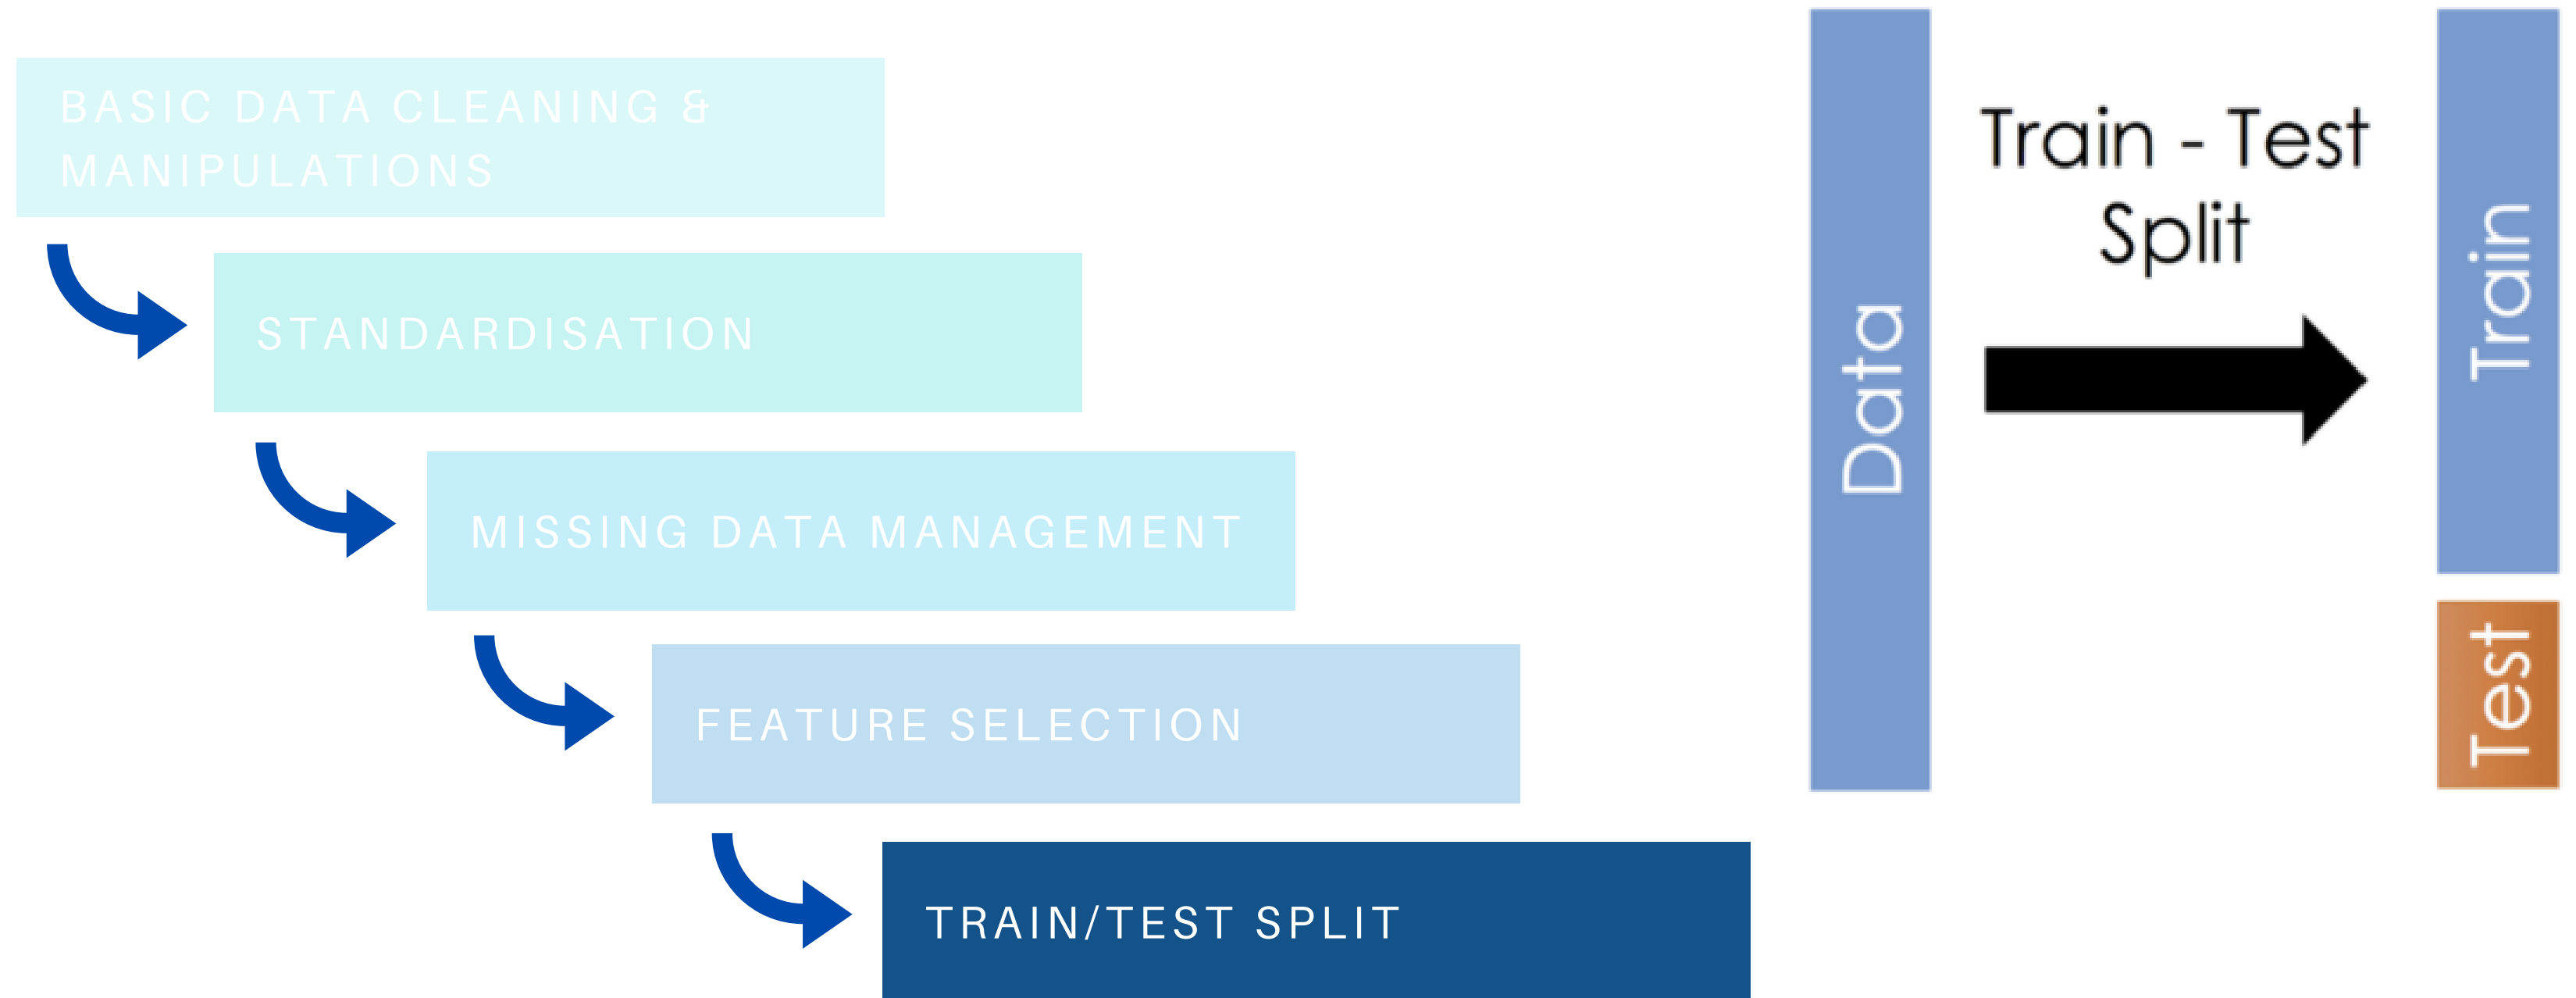 BASIC DATA CLEANING &
MANIPULATIONS
STANDARDISATION
MISSING DATA MANAGEMENT
FEATURE SELECTION
TRAIN/TEST SPLIT
Data
Train - Test
Split
Train
Test